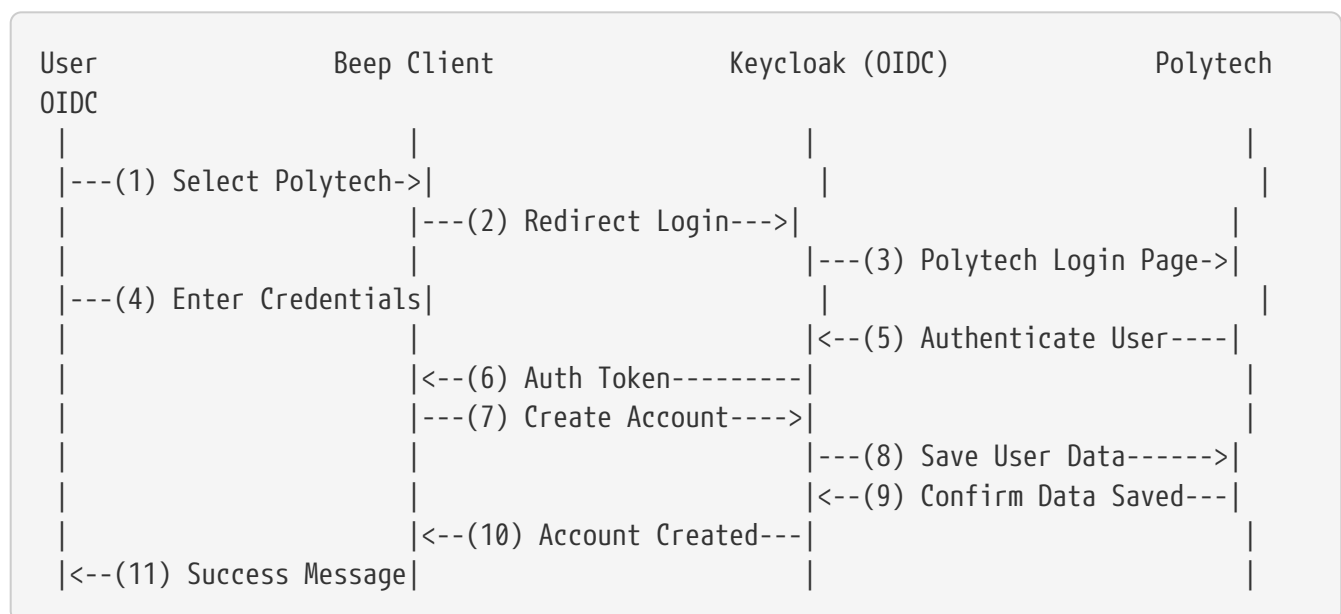 User                Beep Client                Keycloak (OIDC)              Polytech
OIDC
 |                       |                          |                             |
 |---(1) Select Polytech->|                          |                             |
 |                       |---(2) Redirect Login--->|                             |
 |                       |                          |---(3) Polytech Login Page->|
 |---(4) Enter Credentials|                          |                             |
 |                       |                          |<--(5) Authenticate User----|
 |                       |<--(6) Auth Token---------|                             |
 |                       |---(7) Create Account---->|                             |
 |                       |                          |---(8) Save User Data------>|
 |                       |                          |<--(9) Confirm Data Saved---|
 |                       |<--(10) Account Created---|                             |
 |<--(11) Success Message|                          |                             |